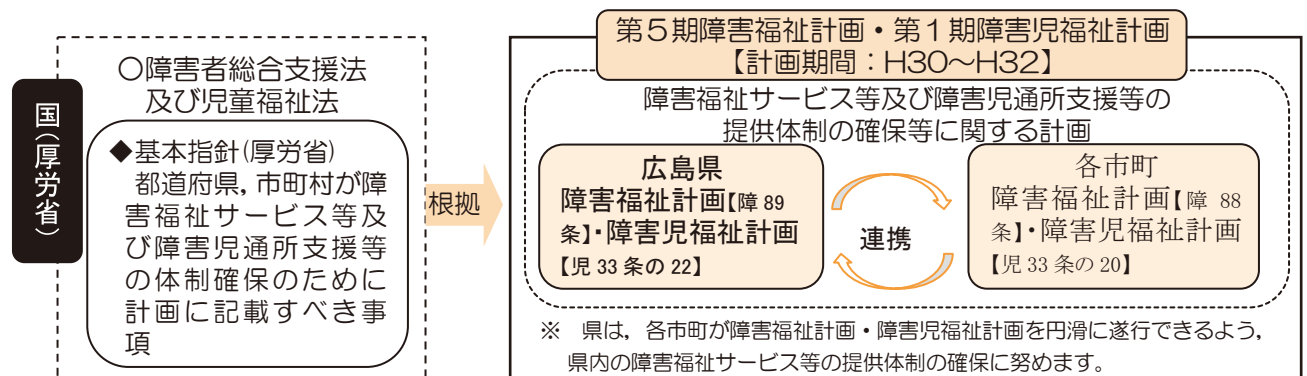 国(厚労省)
〇障害者総合支援法
及び児童福祉法
◆基本指針(厚労省)
都道府県,市町村が障
害福祉サービス等及
び障害児通所支援等
の体制確保のために
計画に記載すべき事
項
根拠
第5期障害福祉計画・第1期障害児福祉計画
【計画期間:H30~H32】
障害福祉サービス等及び障害児通所支援等の
提供体制の確保等に関する計画
広島県
障害福祉計画【障 89
条】・障害児福祉計画
【児 33 条の 22】
連携
各市町
障害福祉計画【障 88
条】・障害児福祉計画
【児 33 条の 20】
※ 県は,各市町が障害福祉計画・障害児福祉計画を円滑に遂行できるよう,
県内の障害福祉サービス等の提供体制の確保に努めます。